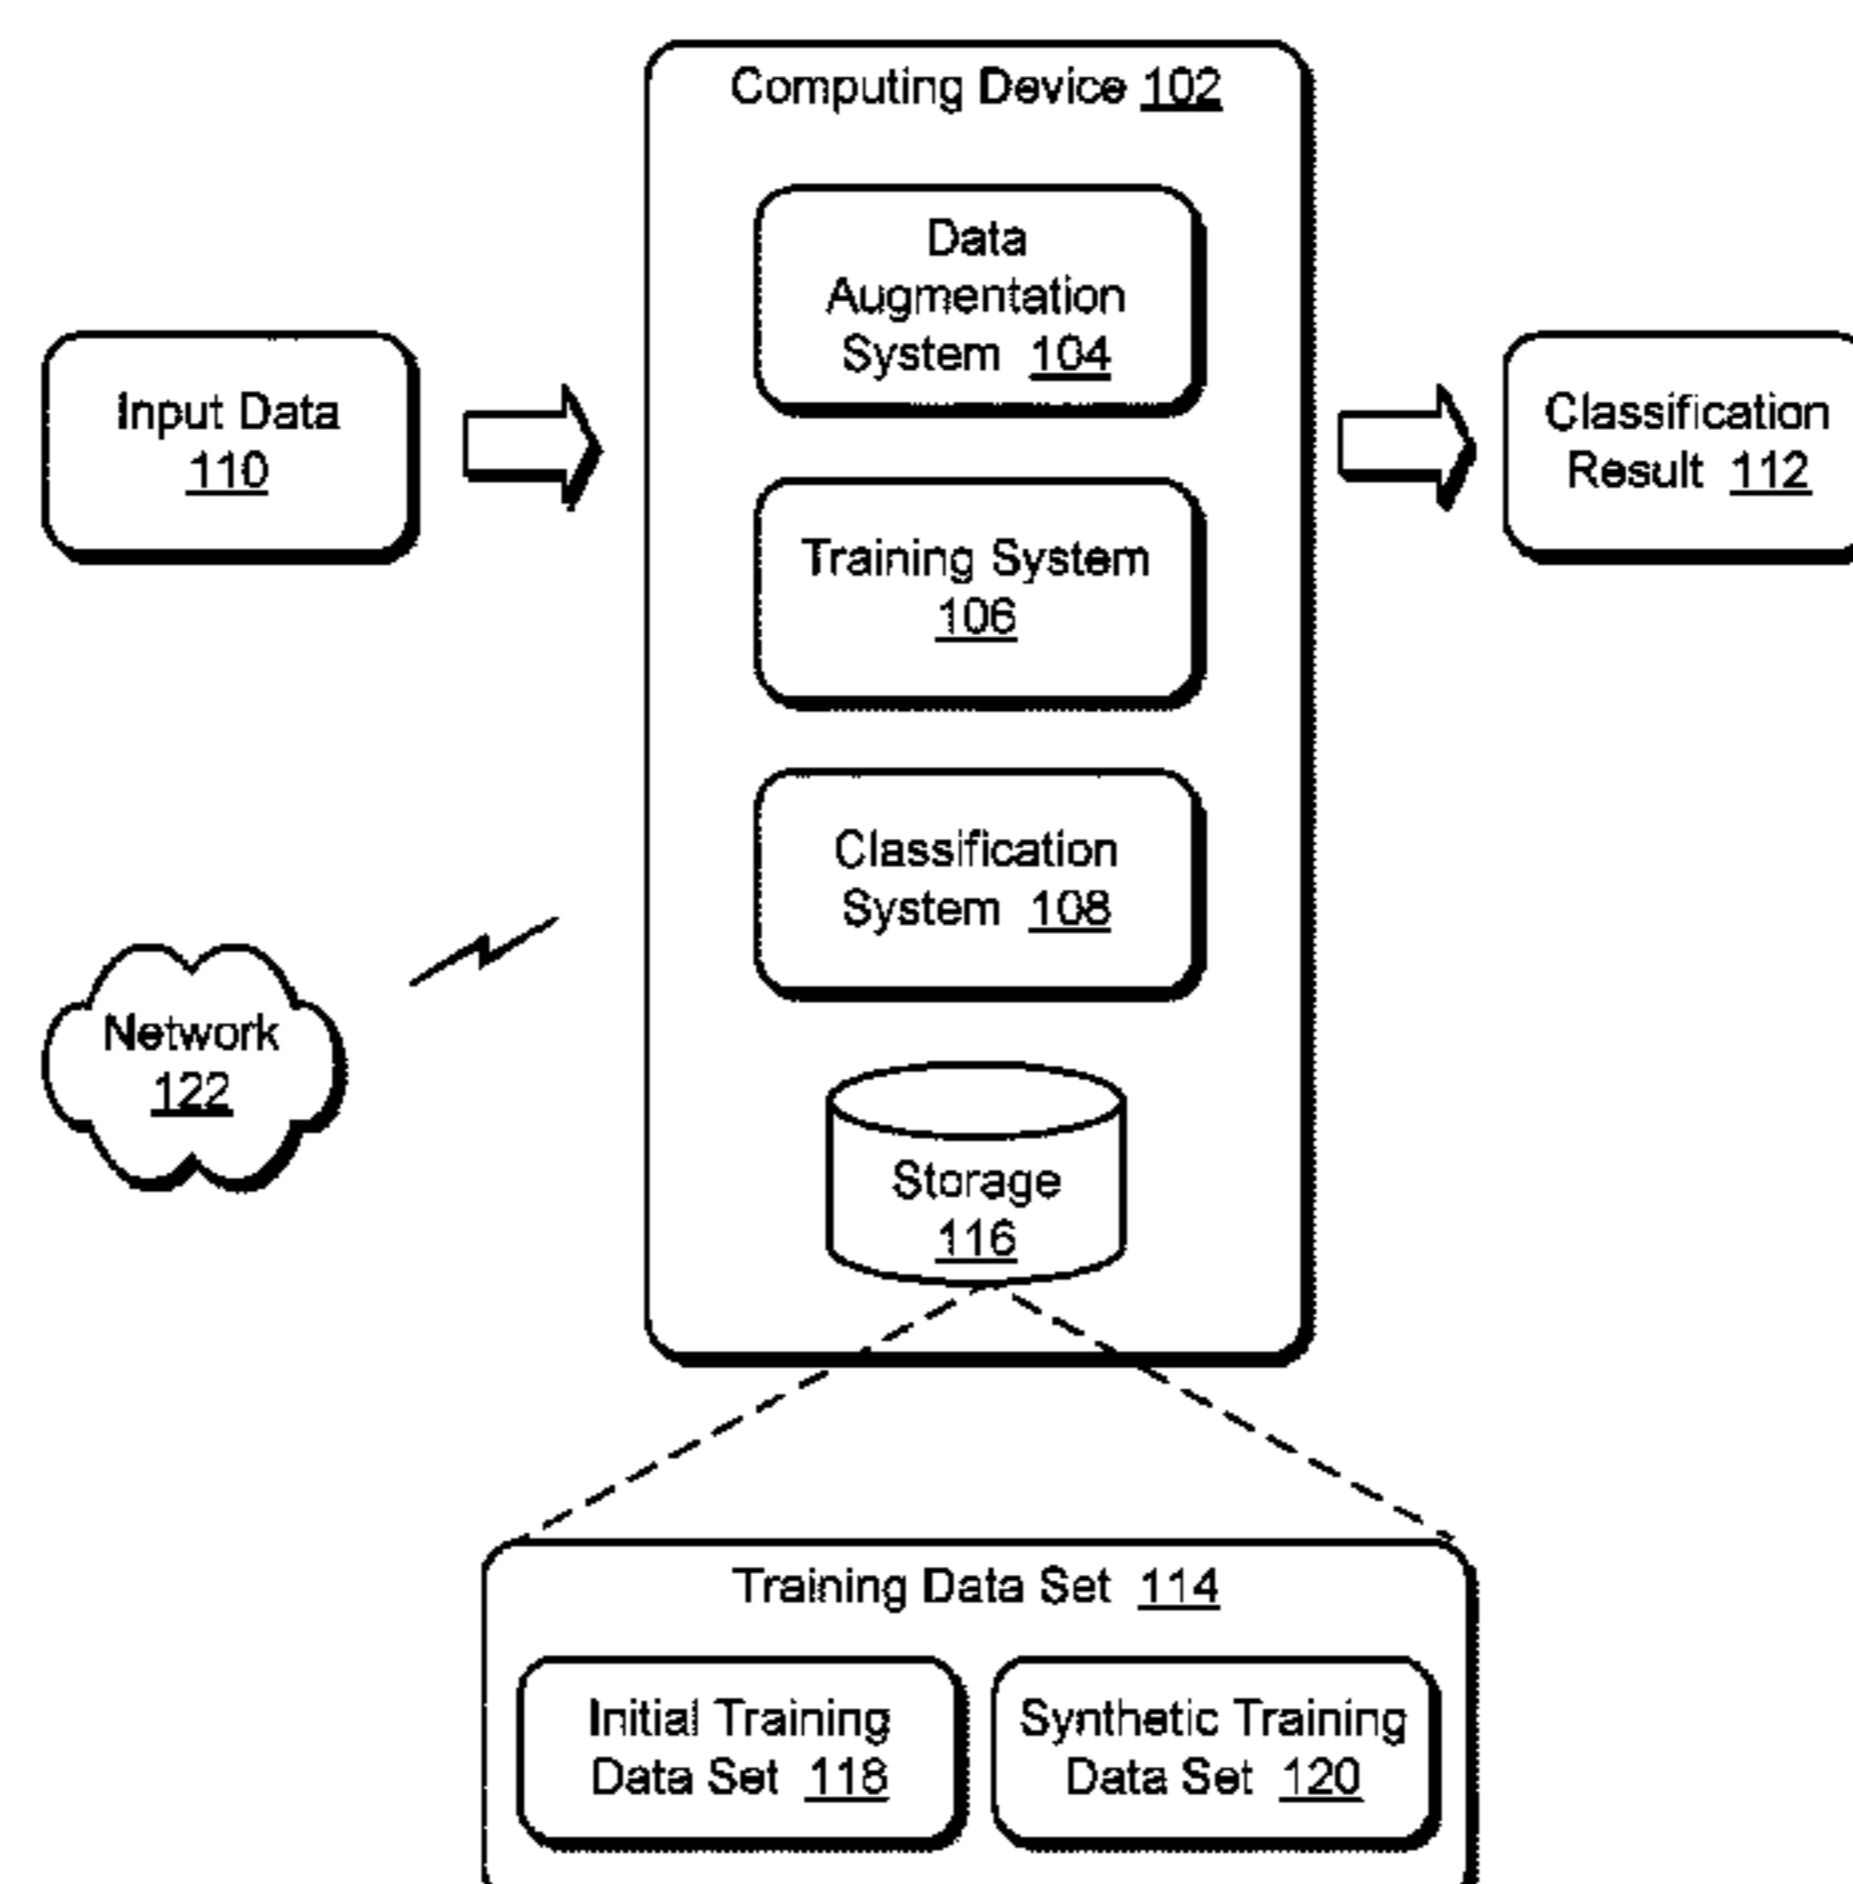 Computing Device 102
Data
Augmentation
System 104
Input Data
110
Classification
Result 112
Training System
106
Classification
System 108
Network
122
Storage
116
Training Data Set 114
Initial Training
Data Set 118
Synthetic Training
Data Set 120